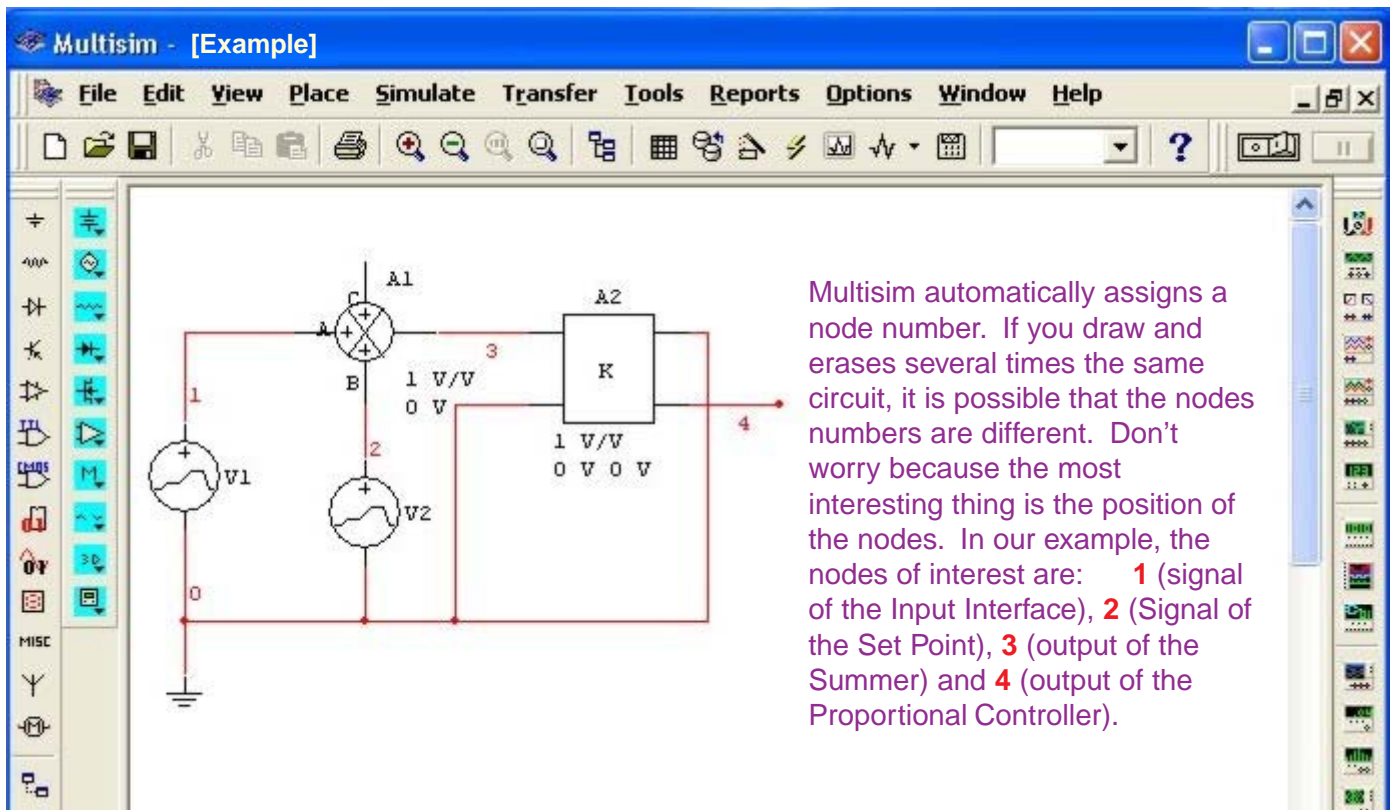 Multisim - [Example]
File Edit View Place Simulate Transfer Tools Reports Options Window Help
A1
C
A
B
3
1 V/V
0 V
A2
K
1 V/V
0 V 0 V
4
1
V1
2
V2
0
Multisim automatically assigns a
node number. If you draw and
erases several times the same
circuit, it is possible that the nodes
numbers are different. Don’t
worry because the most
interesting thing is the position of
the nodes. In our example, the
nodes of interest are: 1 (signal
of the Input Interface), 2 (Signal of
the Set Point), 3 (output of the
Summer) and 4 (output of the
Proportional Controller).
TTL
CMOS
MISC
M
M
3D